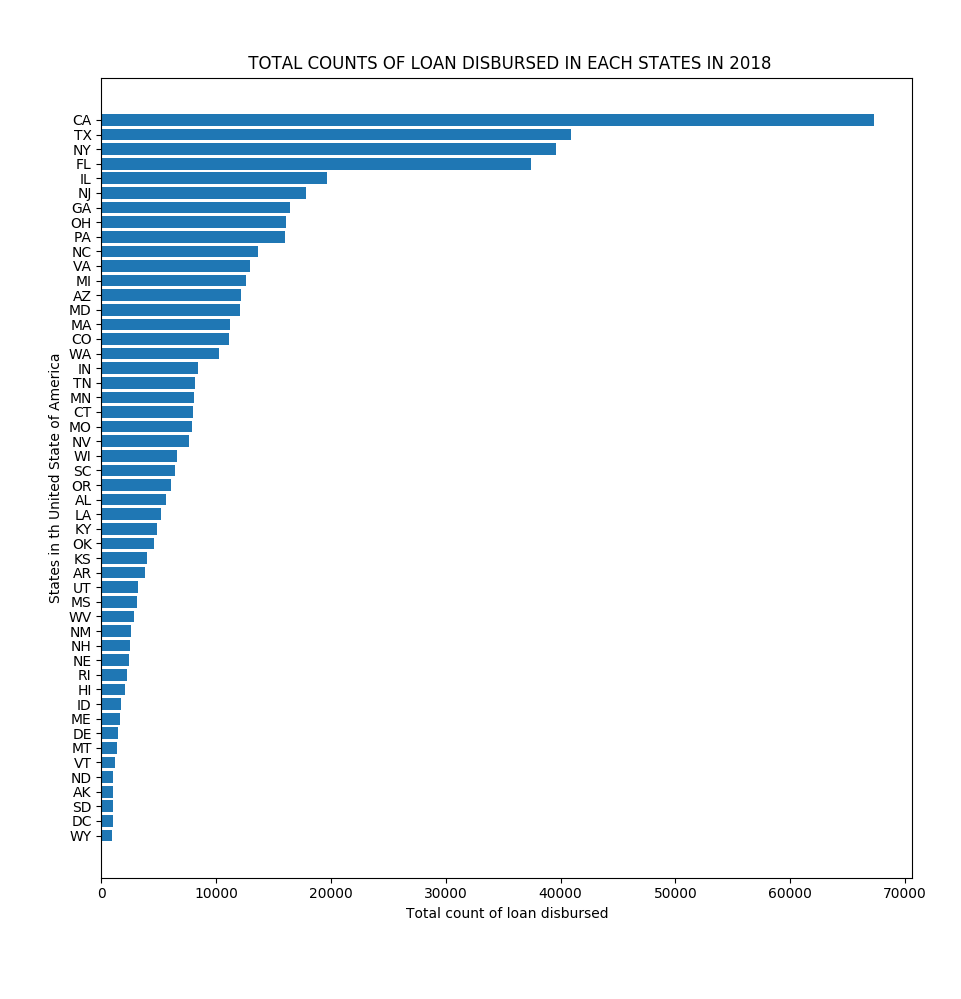 TOTAL COUNTS OF LOAN DISBURSED IN EACH STATES IN 2018
CA
TX
NY
FL
IL
NJ
GA
OH
PA
NC
VA
MI
AZ
MD
MA
CO
WA
IN
TN
MN
CT
MO
NV
WI
SC
OR
AL
LA
KY
OK
KS
AR
UT
MS
WV
NM
NH
NE
RI
HI
ID
ME
DE
MT
VT
ND
AK
SD
DC
WY
States in th United State of America
0 10000 20000 30000 40000 50000 60000 70000
Total count of loan disbursed